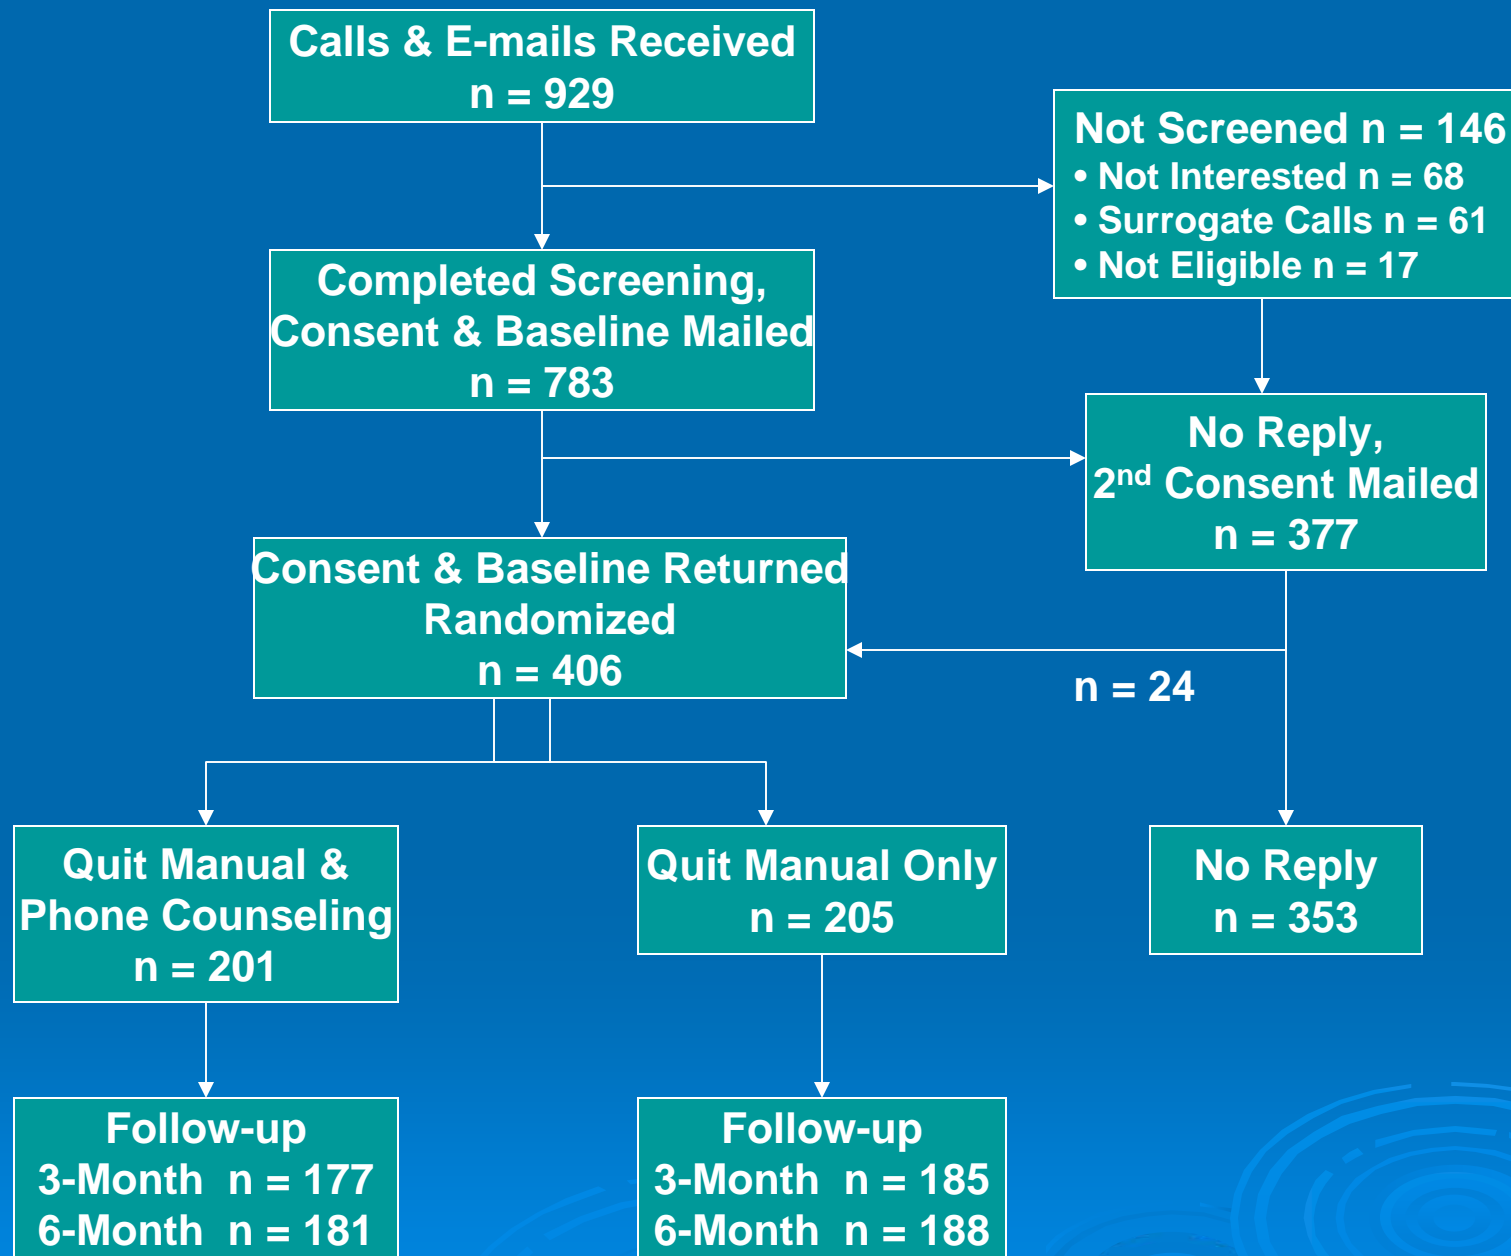 Calls & E-mails Received
n = 929
Not Screened n = 146
• Not Interested n = 68
• Surrogate Calls n = 61
• Not Eligible n = 17
Completed Screening,
Consent & Baseline Mailed
n = 783
No Reply,
2nd Consent Mailed
n = 377
Consent & Baseline Returned
Randomized
n = 406
n = 24
Quit Manual &
Phone Counseling
n = 201
Quit Manual Only
n = 205
No Reply
n = 353
Follow-up
3-Month n = 177
6-Month n = 181
Follow-up
3-Month n = 185
6-Month n = 188